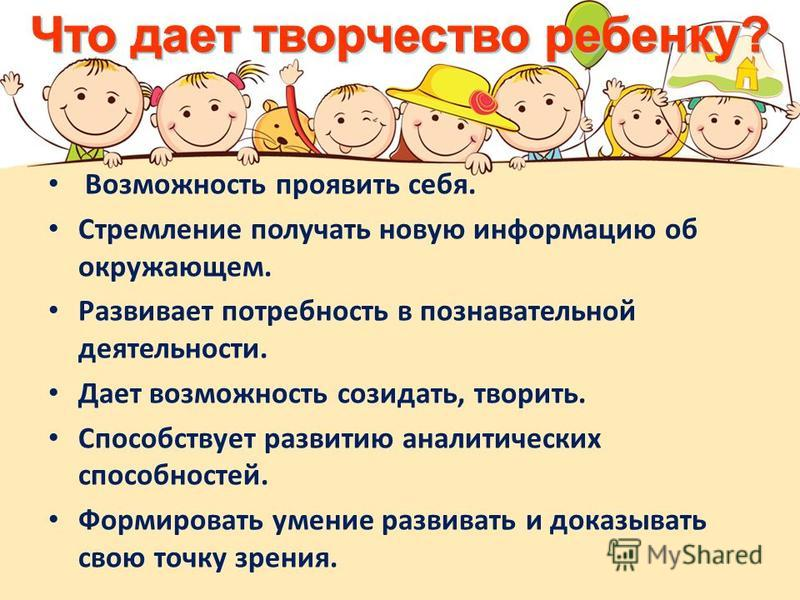 Что дает творчество ребенку?
• Возможность проявить себя.
• Стремление получать новую информацию об
окружающем.
• Развивает потребность в познавательной
деятельности.
• Дает возможность созидать, творить.
• Способствует развитию аналитических
способностей.
• Формировать умение развивать и доказывать
свою точку зрения.
MyShared